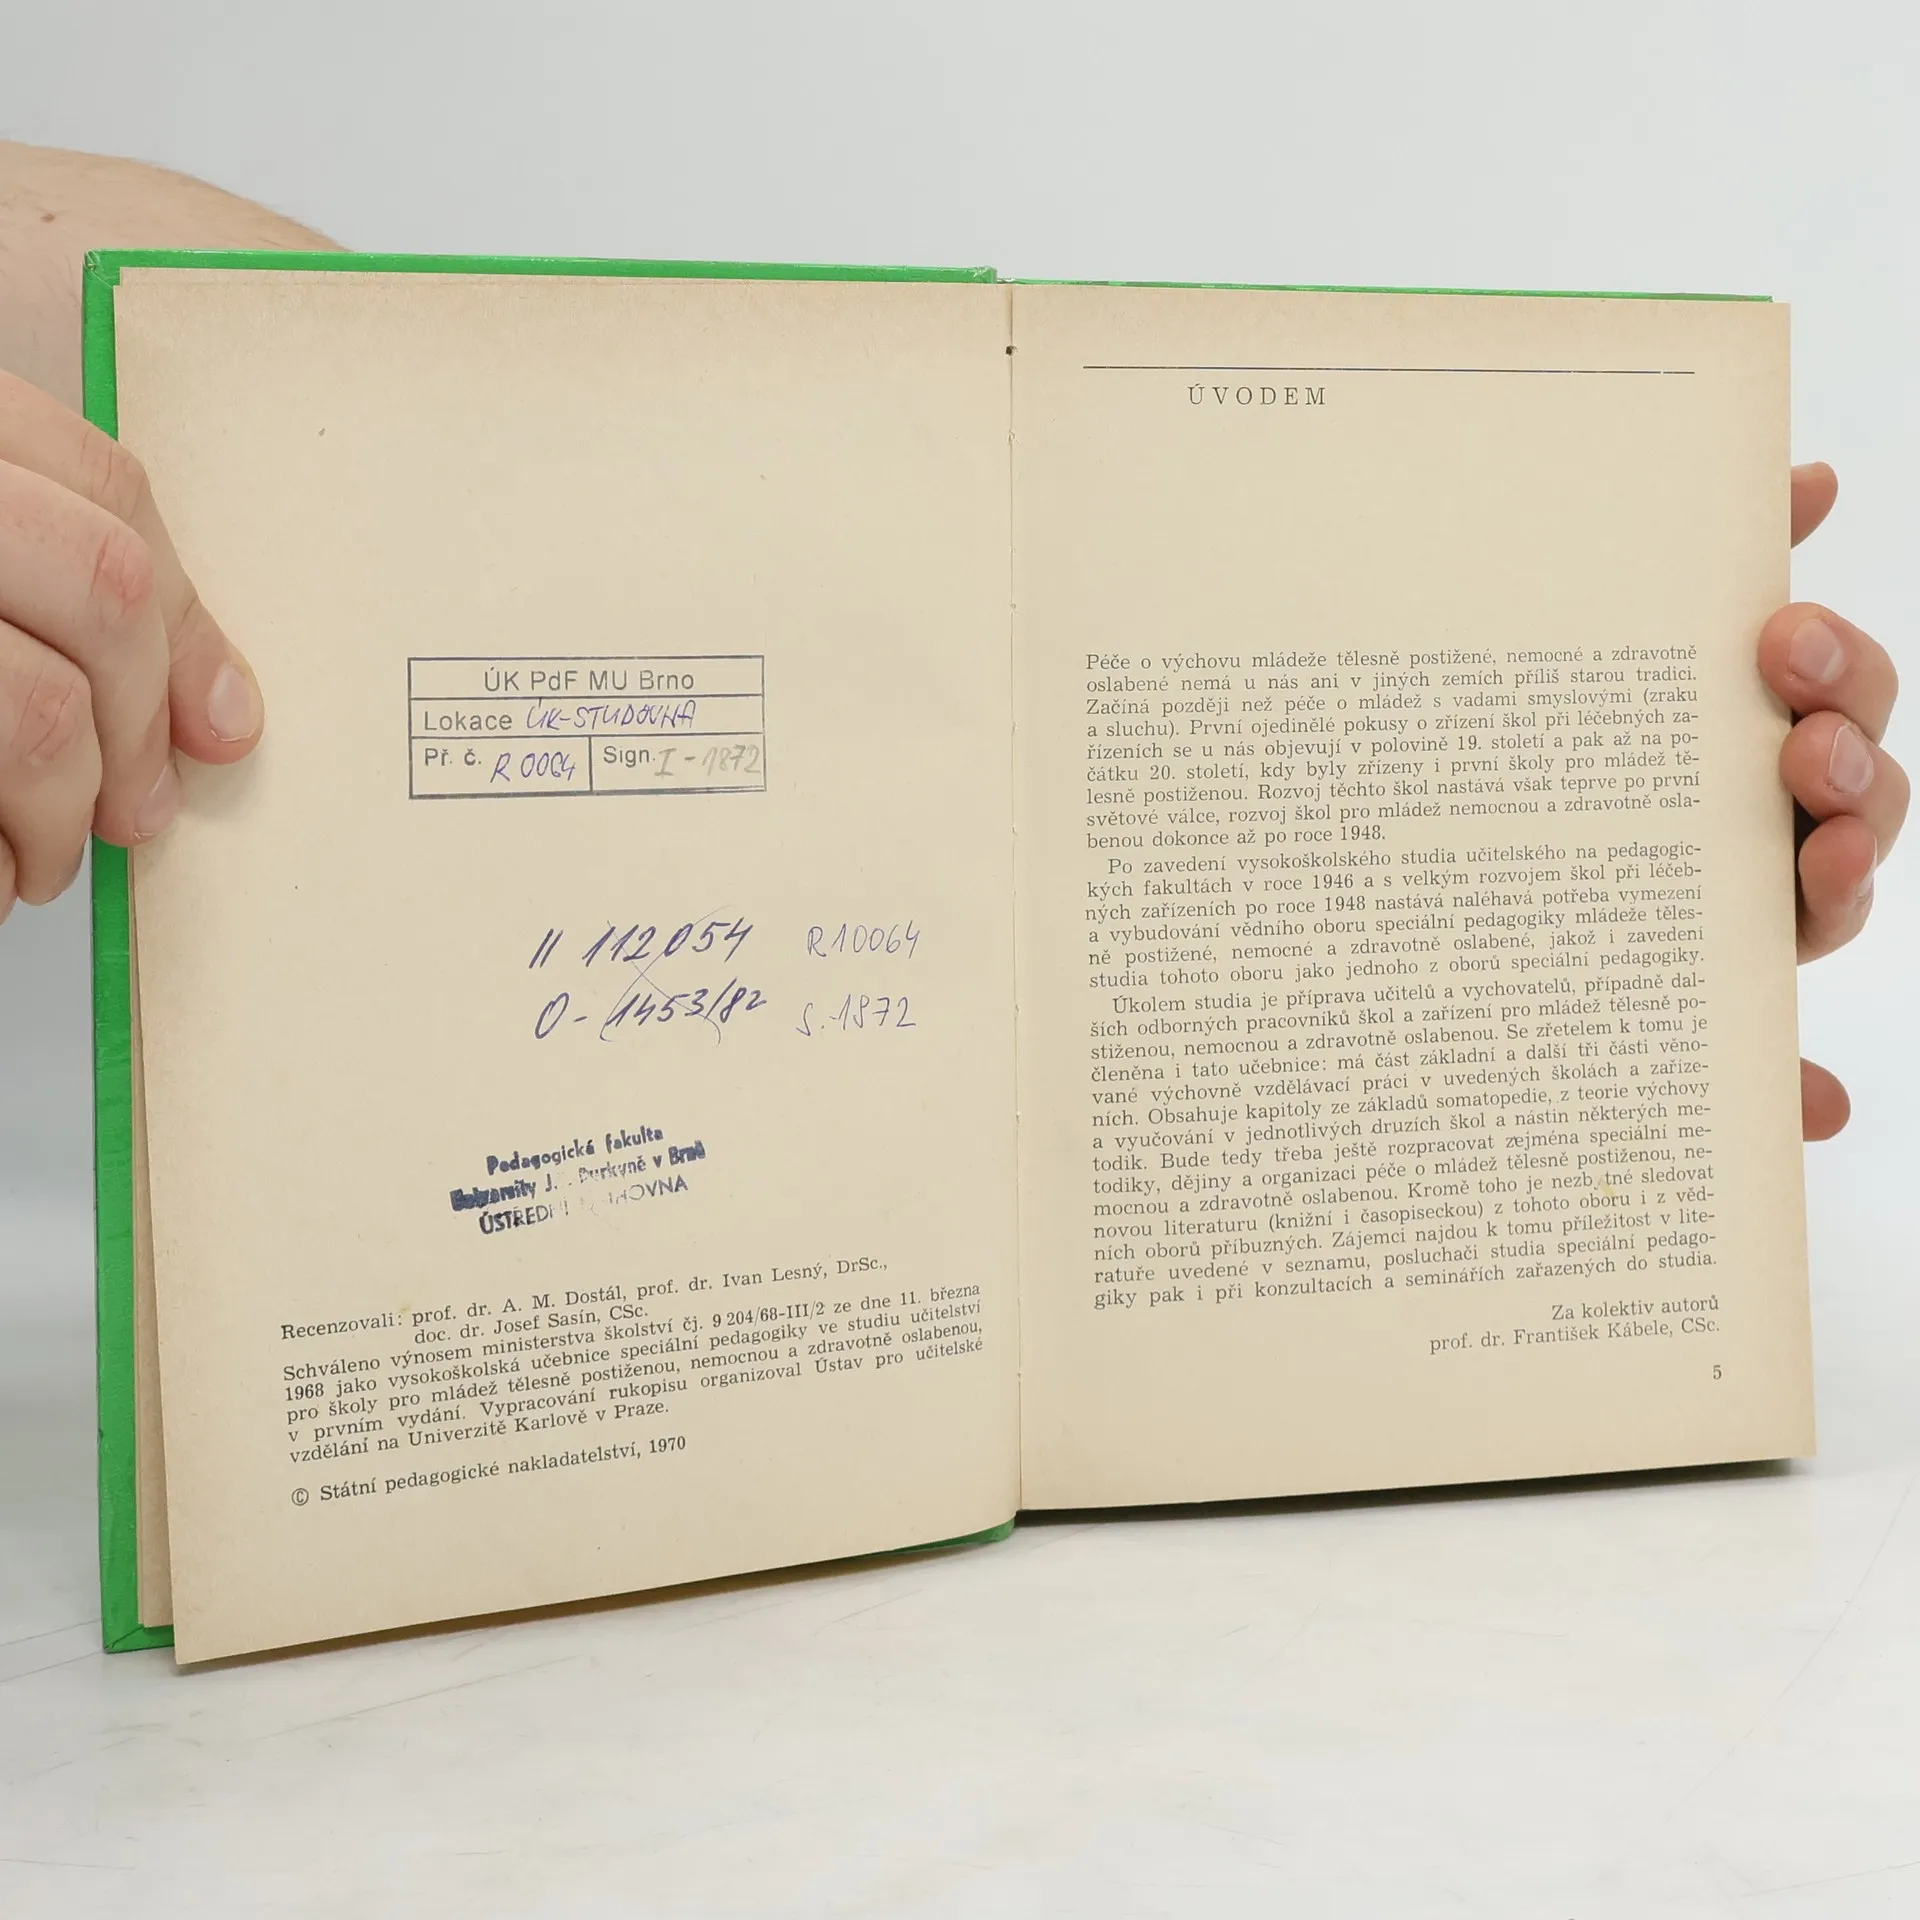 ÚK PdF MU Brno
Lokace ÚK-STUDOVNA
Př. č. R 0064 Sign. I-1872
II 112054 R10064
0-1453/82 S.1872
Pedagogická fakulta
University J. Purkyně v Brně
ÚSTŘEDNÍ KNIHOVNA
Recenzovali: prof. dr. A. M. Dostál, prof. dr. Ivan Lesný, DrSc.,
doc. dr. Josef Sasín, CSc.
Schváleno výnosem ministerstva školství čj. 9 204/68-III/2 ze dne 11. března
1968 jako vysokoškolská učebnice speciální pedagogiky ve studiu učitelství
pro školy pro mládež tělesně postiženou, nemocnou a zdravotně oslabenou,
v prvním vydání. Vypracování rukopisu organizoval Ústav pro učitelské
vzdělání na Univerzitě Karlově v Praze.
© Státní pedagogické nakladatelství, 1970
ÚVODEM
Péče o výchovu mládeže tělesně postižené, nemocné a zdravotně
oslabené nemá u nás ani v jiných zemích příliš starou tradici.
Začíná později než péče o mládež s vadami smyslovými (zraku
a sluchu). První ojedinělé pokusy o zřízení škol při léčebných za-
řízeních se u nás objevují v polovině 19. století a pak až na po-
čátku 20. století, kdy byly zřízeny i první školy pro mládež tě-
lesně postiženou. Rozvoj těchto škol nastává však teprve po první
světové válce, rozvoj škol pro mládež nemocnou a zdravotně osla-
benou dokonce až po roce 1948.
Po zavedení vysokoškolského studia učitelského na pedagogic-
kých fakultách v roce 1946 a s velkým rozvojem škol při léčeb-
ných zařízeních po roce 1948 nastává naléhavá potřeba vymezení
a vybudování vědního oboru speciální pedagogiky mládeže těles-
ně postižené, nemocné a zdravotně oslabené, jakož i zavedení
studia tohoto oboru jako jednoho z oborů speciální pedagogiky.
Úkolem studia je příprava učitelů a vychovatelů, případně dal-
ších odborných pracovníků škol a zařízení pro mládež tělesně po-
stiženou, nemocnou a zdravotně oslabenou. Se zřetelem k tomu je
členěna i tato učebnice: má část základní a další tři části věno-
vané výchovně vzdělávací práci v uvedených školách a zaříze-
ních. Obsahuje kapitoly ze základů somatopedie, z teorie výchovy
a vyučování v jednotlivých druzích škol a nástin některých me-
todik. Bude tedy třeba ještě rozpracovat zejména speciální me-
todiky, dějiny a organizaci péče o mládež tělesně postiženou, ne-
mocnou a zdravotně oslabenou. Kromě toho je nezb tné sledovat
novou literaturu (knižní i časopiseckou) z tohoto oboru i z věd-
ních oborů příbuzných. Zájemci najdou k tomu příležitost v lite-
ratuře uvedené v seznamu, posluchači studia speciální pedago-
giky pak i při konzultacích a seminářích zařazených do studia.
Za kolektiv autorů
prof. dr. František Kábele, CSc.
5